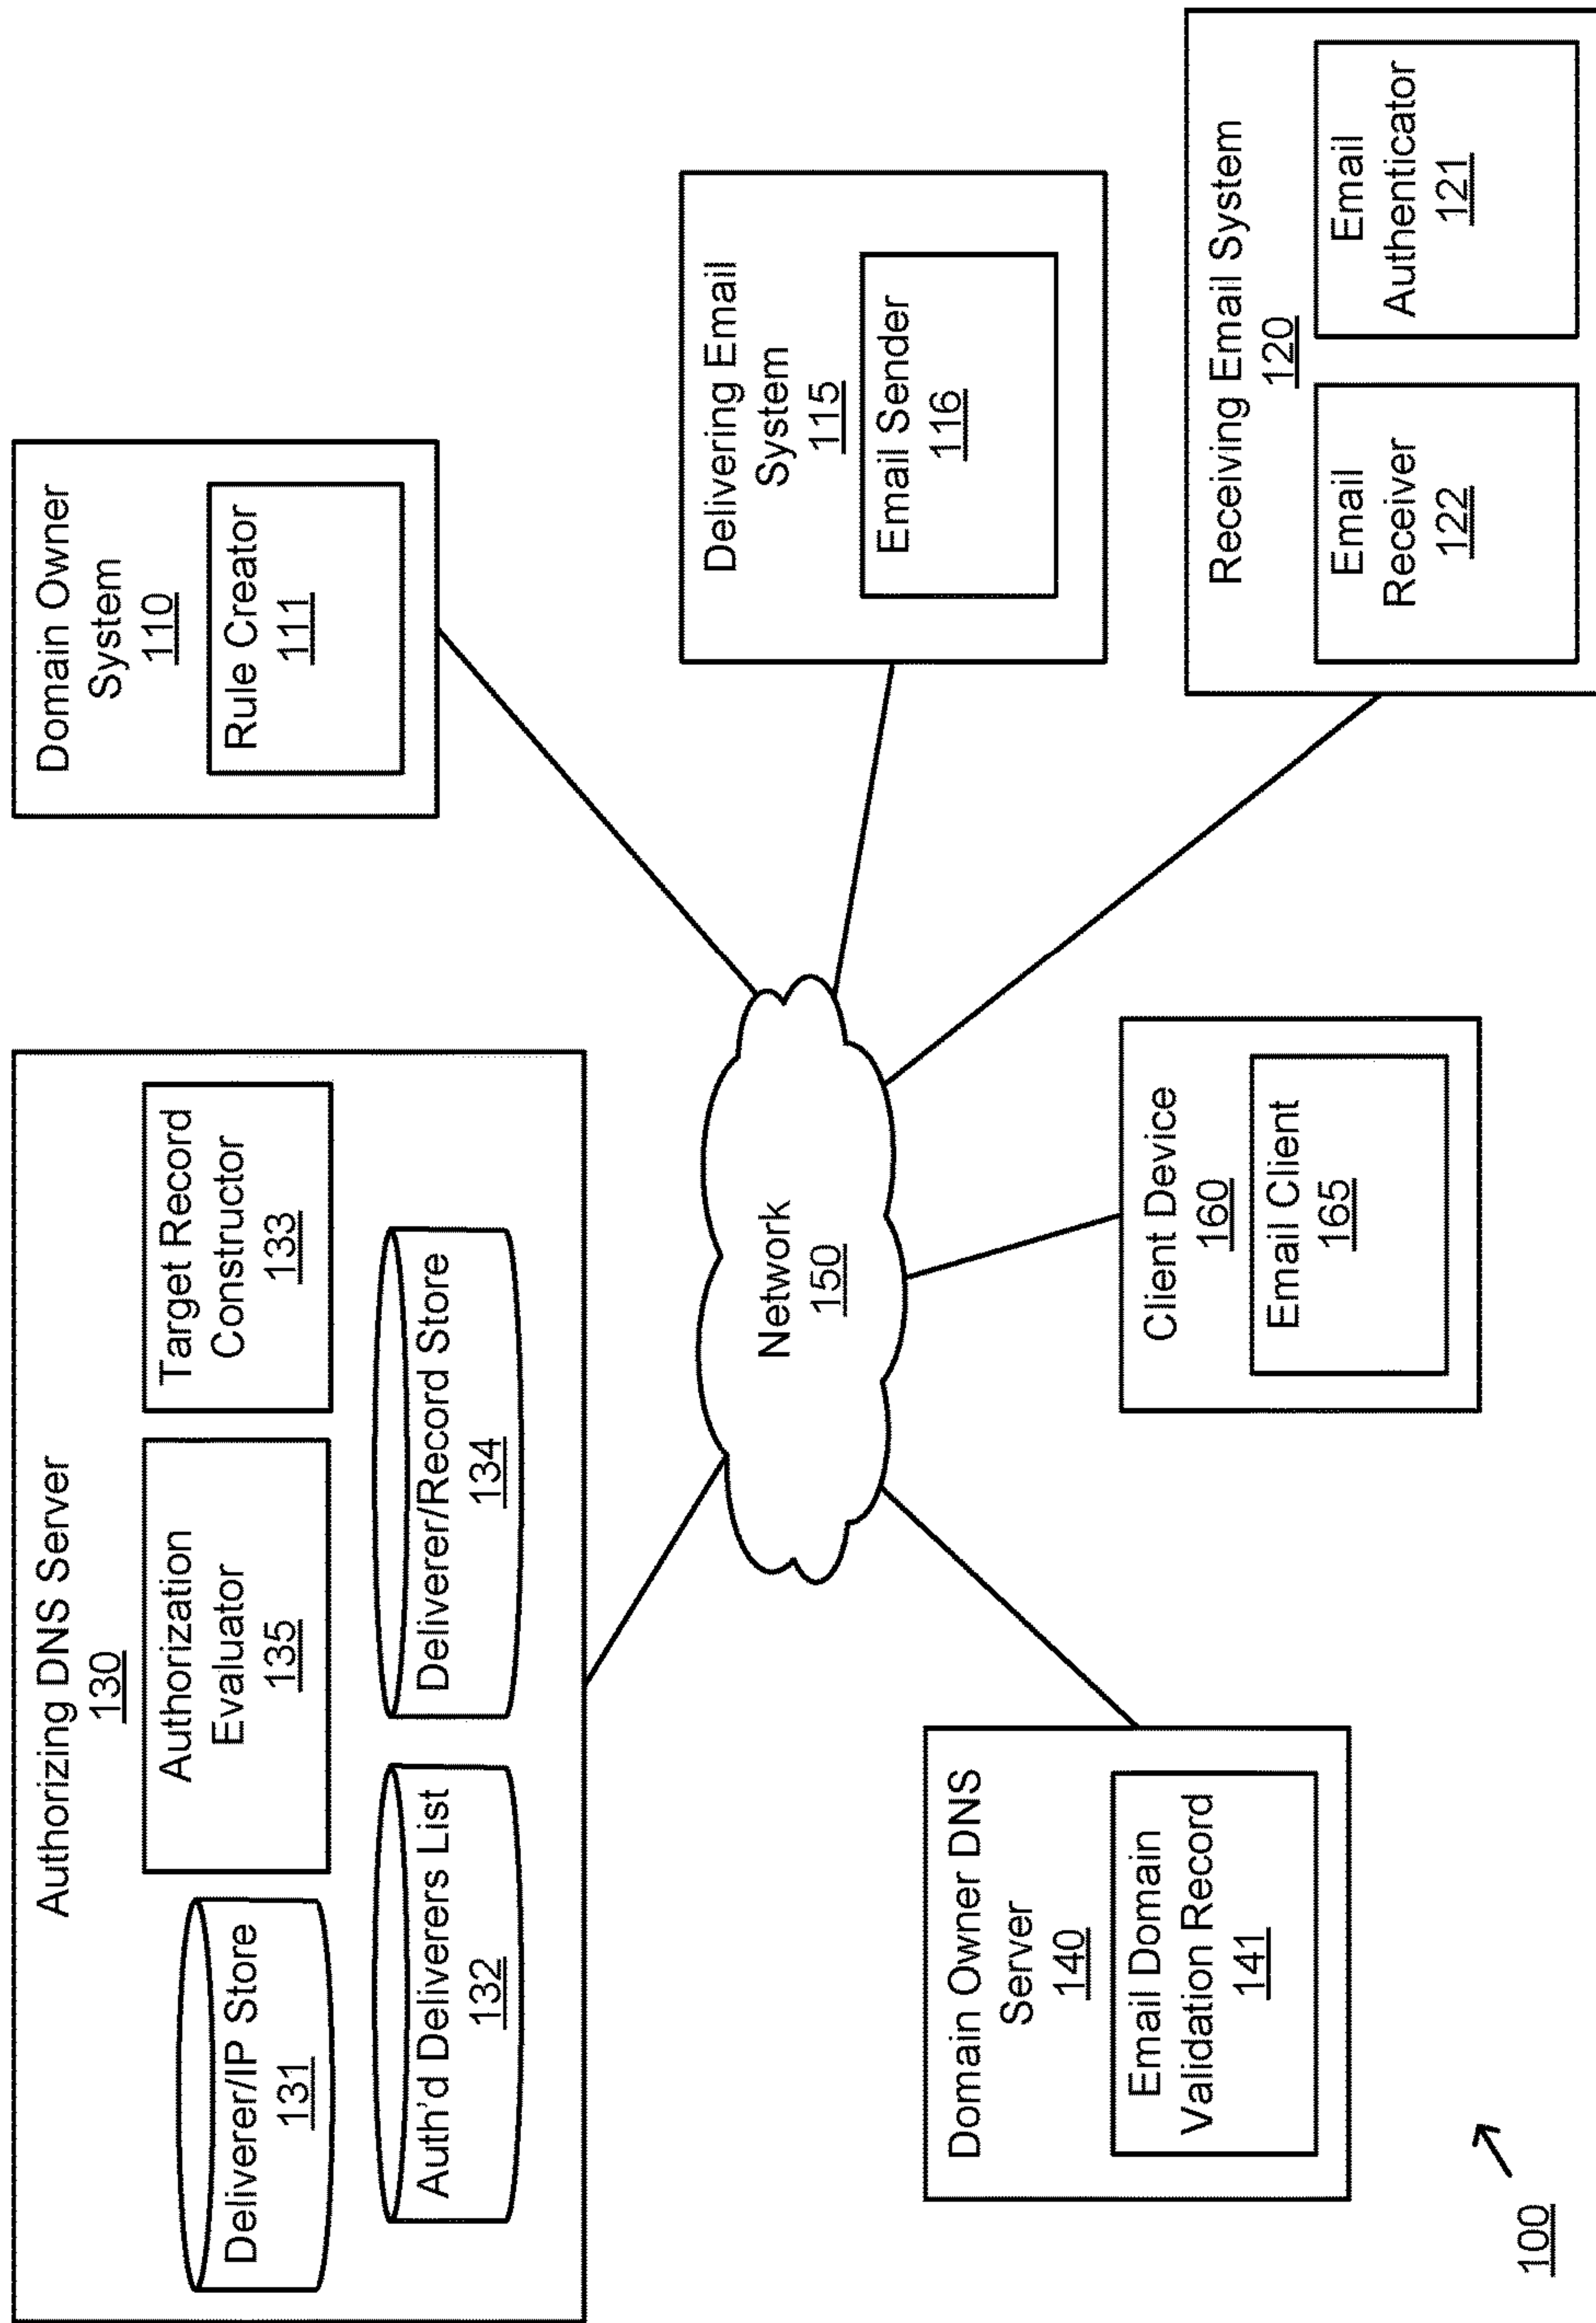 Authorizing DNS Server
130
Deliverer/IP Store
131
Authorization
Evaluator
135
Target Record
Constructor
133
Auth'd Deliverers List
132
Deliverer/Record Store
134
Domain Owner
System
110
Rule Creator
111
Network
150
Delivering Email
System
115
Email Sender
116
Domain Owner DNS
Server
140
Email Domain
Validation Record
141
Client Device
160
Email Client
165
Receiving Email System
120
Email
Receiver
122
Email
Authenticator
121
100